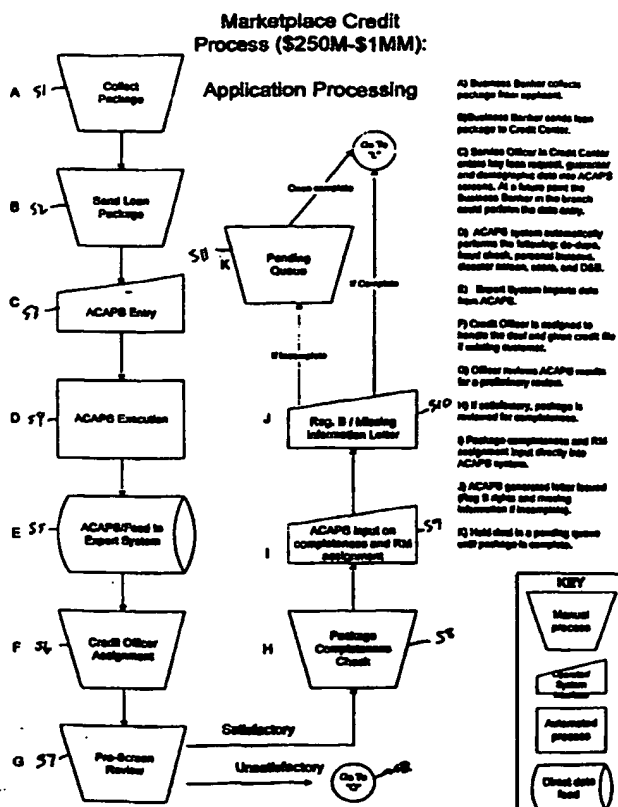 Marketplace Credit
Process ($250M-$1MM):
Application Processing
A
S1
Collect
Package
B
S2
Send Loan
Package
C
S3
ACAPS Entry
D
S4
ACAPS Execution
E
S5
ACAPS/Feed to
Expert System
F
S6
Credit Officer
Assignment
G
S7
Pre-Screen
Review
Satisfactory
Unsatisfactory
Go To
H
Package
Completeness
Check
S8
I
ACAPS Input on
completeness and RM
assignment
S9
J
Reg. B / Missing
Information Letter
S10
If Incomplete
If Complete
S11
K
Pending
Queue
Once complete
Go To
"L"
A) Business Banker collects
package from applicant.
B) Business Banker sends loan
package to Credit Center.
C) Service Officer in Credit Center
enters key loan request, guarantor
and demographic data into ACAPS
screens. At a future point the
Business Banker in the branch
could perform the data entry.
D) ACAPS system automatically
performs the following: de-dupe,
fraud check, personal bureaus,
disaster screen, score, and D&B.
E) Expert System imports data
from ACAPS.
F) Credit Officer is assigned to
handle the deal and given credit file
if existing customer.
G) Officer reviews ACAPS results
for a preliminary review.
H) If satisfactory, package is
reviewed for completeness.
I) Package completeness and RM
assignment input directly into
ACAPS system.
J) ACAPS generated letter issued
(Reg B rights and missing
information if incomplete).
K) Hold deal in a pending queue
until package is complete.
KEY
Manual
process
Operator/
System
Interface
Automated
process
Direct data
feed